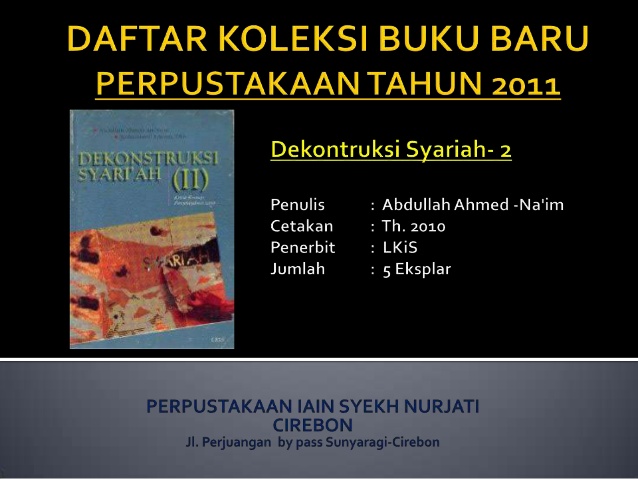 DAFTAR KOLEKSI BUKU BARU
PERPUSTAKAAN TAHUN 2011
DEKONSTRUKSI
SYARI'AH (II)
SYARIAH
LKiS
Dekontruksi Syariah- 2
Penulis : Abdullah Ahmed -Na'im
Cetakan : Th. 2010
Penerbit : LKiS
Jumlah : 5 Eksplar
PERPUSTAKAAN IAIN SYEKH NURJATI
CIREBON
Jl. Perjuangan by pass Sunyaragi-Cirebon